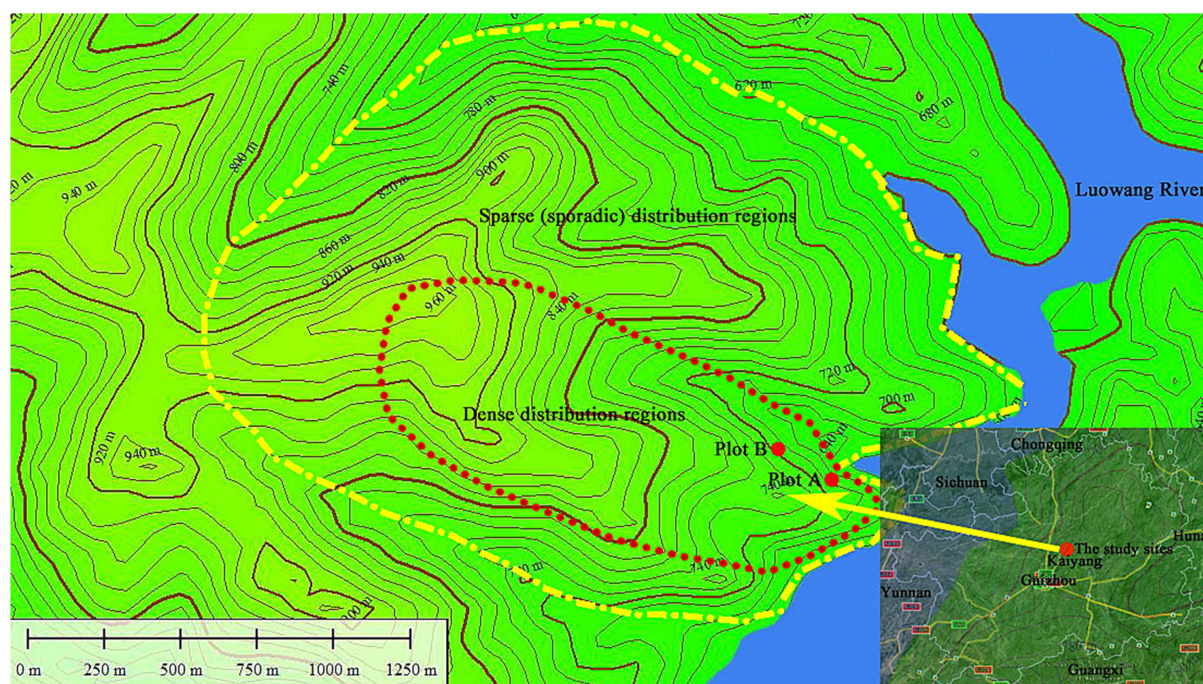 720
740 m
620 m
680 m
780 m
800 m
900 m
820 m
940 m
Luowang River
Sparse (sporadic) distribution regions
860 m
920 m
940 m
960 m
840 m
720 m
700 m
Dense distribution regions
920 m
940 m
Plot B
Plot A
Chongqing
Sichuan
The study sites
Kaiyang
Guizhou
Yunnan
Guangxi
0 m 250 m 500 m 750 m 1000 m 1250 m